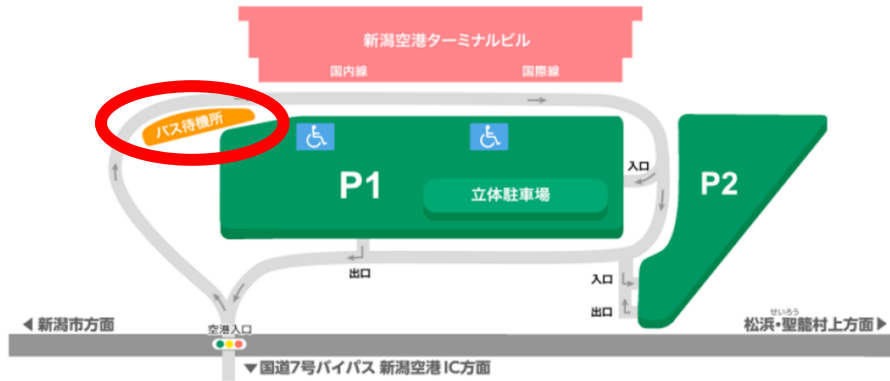 新潟空港ターミナルビル
国内線
国際線
バス待機所
P1
立体駐車場
入口
P2
出口
入口
出口
◀新潟市方面
空港入口
せいろう
松浜・聖籠村上方面▶
▼国道7号バイパス 新潟空港IC方面